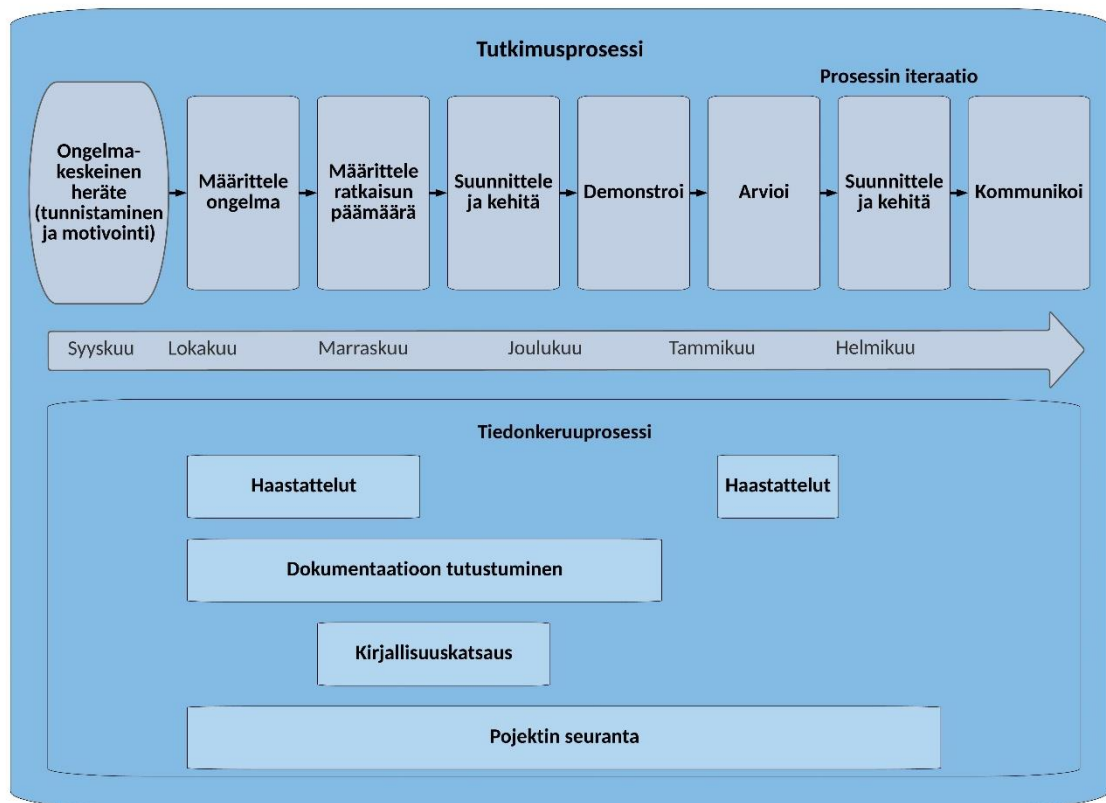 Tutkimusprosessi
Prosessin iteraatio
Ongelma-
keskeinen
heräte
(tunnistaminen
ja motivointi)
Määrittele
ongelma
Määrittele
ratkaisun
päämäärä
Suunnittele
ja kehitä
Demonstroi
Arvioi
Suunnittele
ja kehitä
Kommunikoi
Syyskuu Lokakuu Marraskuu Joulukuu Tammikuu Helmikuu
Tiedonkeruuprosessi
Haastattelut
Haastattelut
Dokumentaatioon tutustuminen
Kirjallisuuskatsaus
Pojektin seuranta